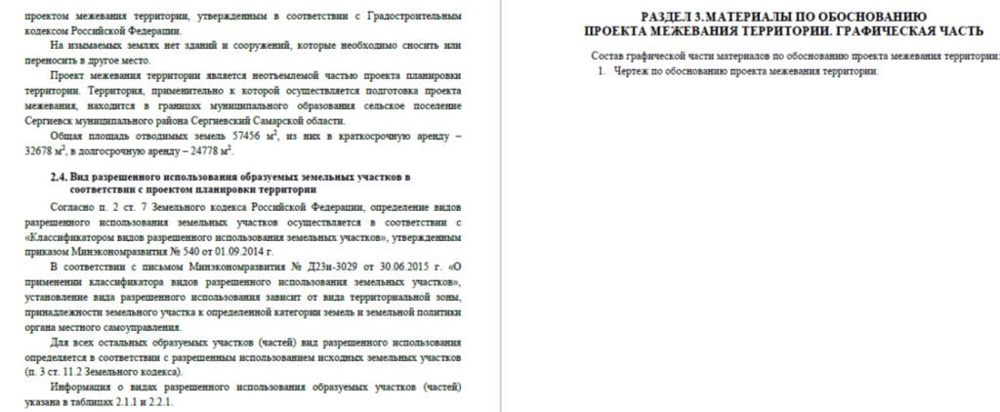 проектом межевания территории, утвержденным в соответствии с Градостроительным
кодексом Российской Федерации.
На изымаемых землях нет зданий и сооружений, которые необходимо сносить или
переносить в другое место.
Проект межевания территории является неотъемлемой частью проекта планировки
территории. Территория, применительно к которой осуществляется подготовка проекта
межевания, находится в границах муниципального образования сельское поселение
Сергиевск муниципального района Сергиевский Самарской области.
Общая площадь отводимых земель 57456 м², из них в краткосрочную аренду –
32678 м², в долгосрочную аренду – 24778 м².
2.4. Вид разрешенного использования образуемых земельных участков в
соответствии с проектом планировки территории
Согласно п. 2 ст. 7 Земельного кодекса Российской Федерации, определение видов
разрешенного использования земельных участков осуществляется в соответствии с
«Классификатором видов разрешенного использования земельных участков», утвержденным
приказом Минэкономразвития № 540 от 01.09.2014 г.
В соответствии с письмом Минэкономразвития № Д23и-3029 от 30.06.2015 г. «О
применении классификатора видов разрешенного использования земельных участков»,
установление вида разрешенного использования зависит от вида территориальной зоны,
принадлежности земельного участка к определенной категории земель и земельной политики
органа местного самоуправления.
Для всех остальных образуемых участков (частей) вид разрешенного использования
определяется в соответствии с разрешенным использованием исходных земельных участков
(п. 3 ст. 11.2 Земельного кодекса).
Информация о видах разрешенного использования образуемых участков (частей)
указана в таблицах 2.1.1 и 2.2.1.
РАЗДЕЛ 3.МАТЕРИАЛЫ ПО ОБОСНОВАНИЮ
ПРОЕКТА МЕЖЕВАНИЯ ТЕРРИТОРИИ. ГРАФИЧЕСКАЯ ЧАСТЬ
Состав графической части материалов по обоснованию проекта межевания территории:
1. Чертеж по обоснованию проекта межевания территории.